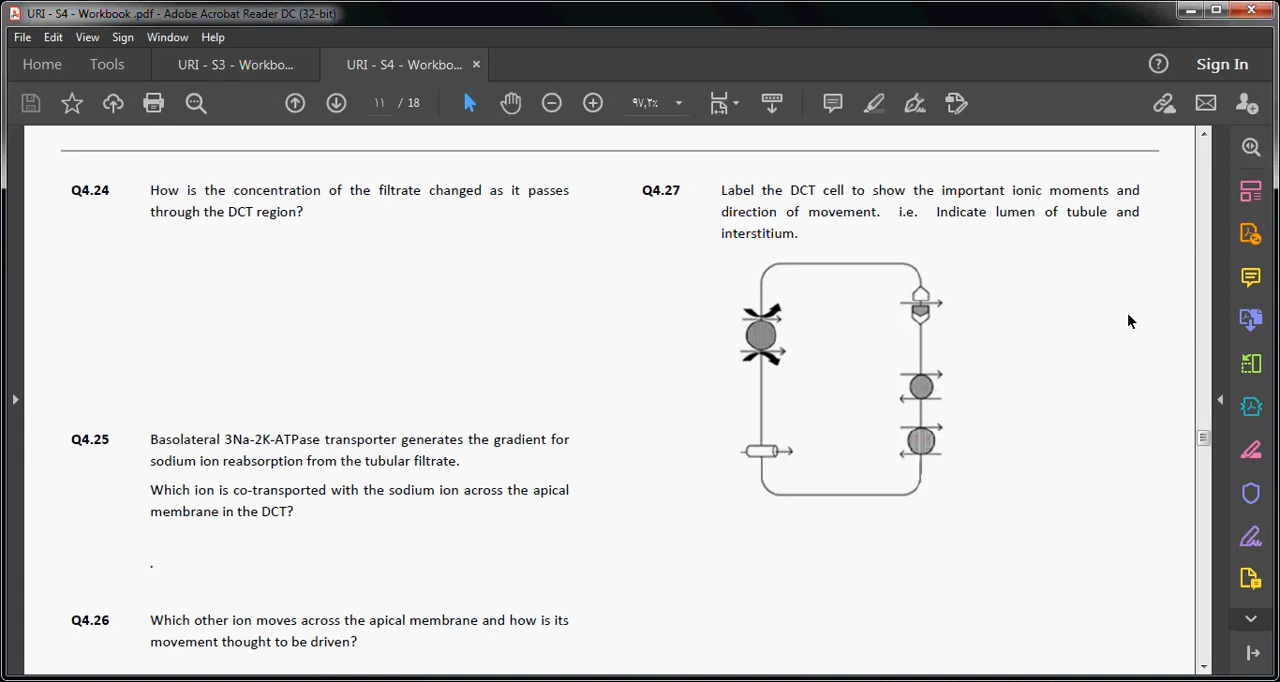 URI - S4 - Workbook .pdf - Adobe Acrobat Reader DC (32-bit)
File Edit View Sign Window Help
Home Tools URI - S3 - Workbo... URI - S4 - Workbo... × Sign In
١١ / 18 ٩٧,٢%
Q4.24 How is the concentration of the filtrate changed as it passes
through the DCT region?
Q4.25 Basolateral 3Na-2K-ATPase transporter generates the gradient for
sodium ion reabsorption from the tubular filtrate.
Which ion is co-transported with the sodium ion across the apical
membrane in the DCT?
.
Q4.26 Which other ion moves across the apical membrane and how is its
movement thought to be driven?
Q4.27 Label the DCT cell to show the important ionic moments and
direction of movement. i.e. Indicate lumen of tubule and
interstitium.